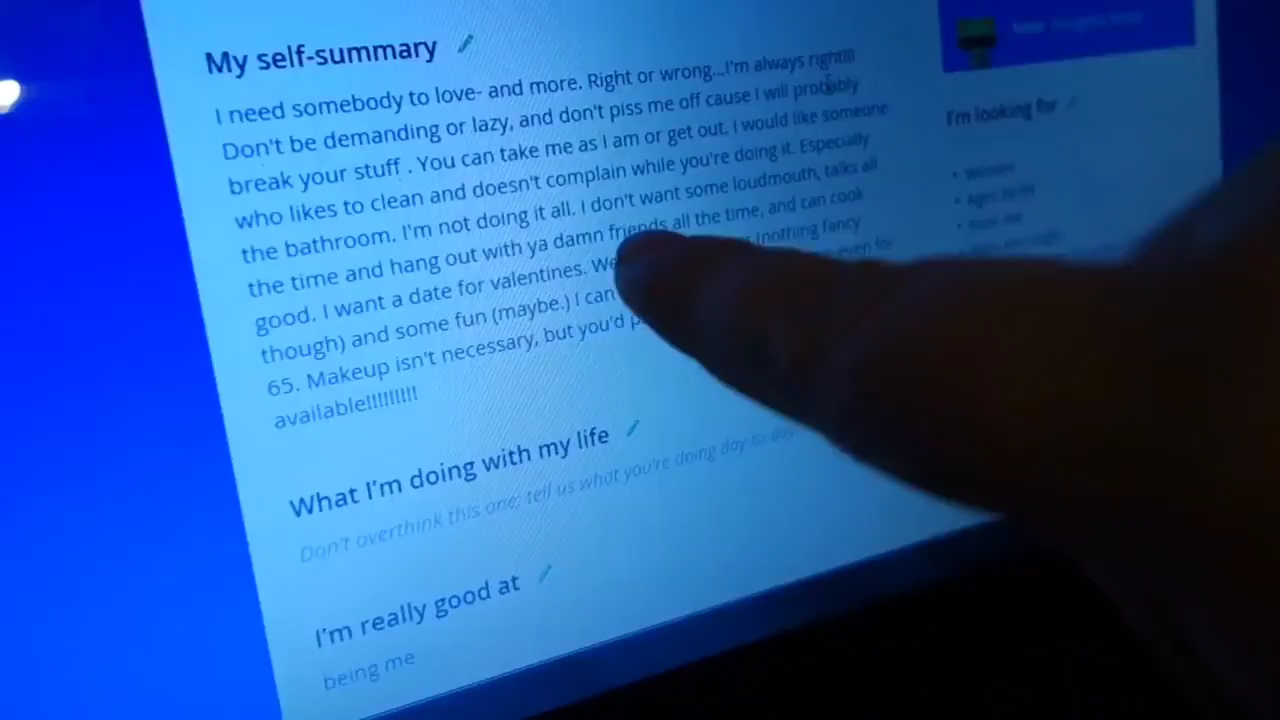 My self-summary
I need somebody to love- and more. Right or wrong...I'm always right!!!
Don't be demanding or lazy, and don't piss me off cause I will probably
break your stuff . You can take me as I am or get out. I would like someone
who likes to clean and doesn't complain while you're doing it. Especially
the bathroom. I'm not doing it all. I don't want some loudmouth, talks all
the time and hang out with ya damn friends all the time, and can cook
good. I want a date for valentines. (nothing fancy
though) and some fun (maybe.) I can even for
65. Makeup isn't necessary, but you'd
available!!!!!!!!!
What I'm doing with my life
Don't overthink this one; tell us what you're doing day to day
I'm really good at
being me
I'm looking for
Women